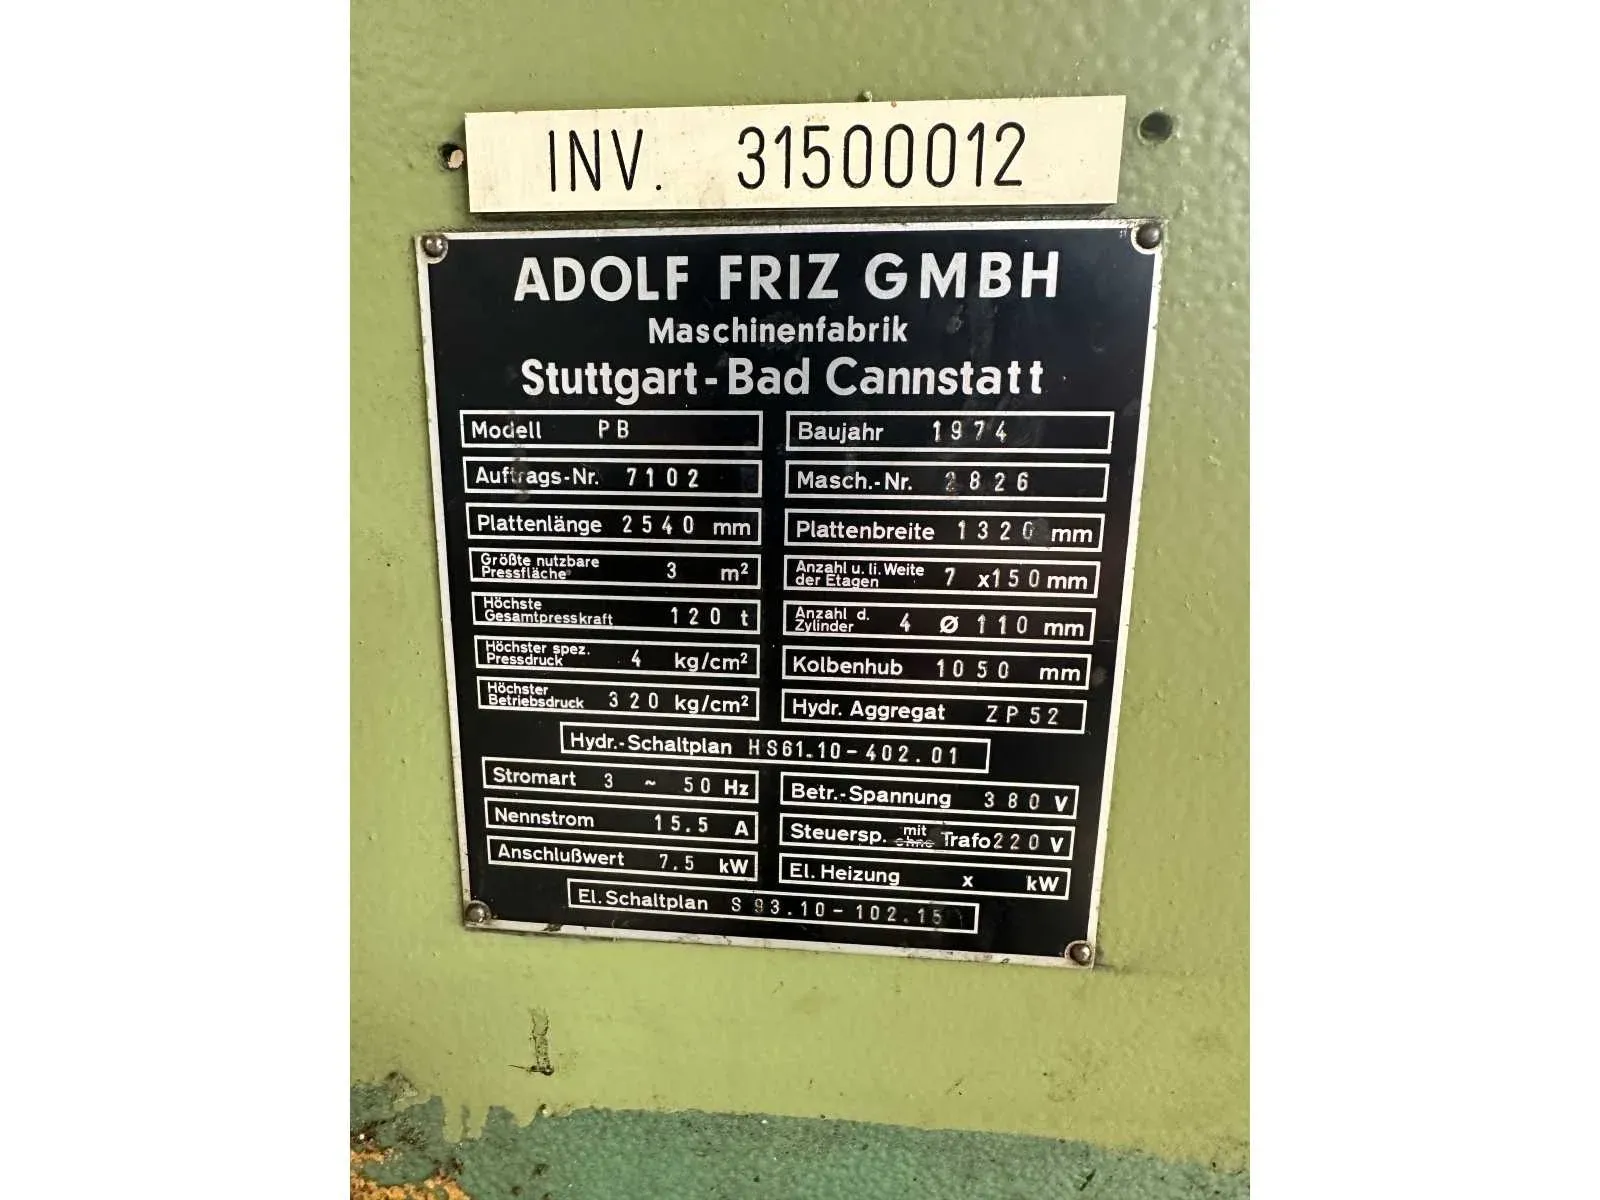 INV. 31500012
ADOLF FRIZ GMBH
Maschinenfabrik
Stuttgart-Bad Cannstatt
Modell PB
Baujahr 1974
Auftrags-Nr. 7102
Masch.-Nr. 2826
Plattenlänge 2540 mm
Plattenbreite 1320 mm
Größte nutzbare
Pressfläche 3 m²
Anzahl u. li. Weite
der Etagen 7 x150 mm
Höchste
Gesamtpresskraft 120 t
Anzahl d.
Zylinder 4 Ø 110 mm
Höchster spez.
Pressdruck 4 kg/cm²
Kolbenhub 1050 mm
Höchster
Betriebsdruck 320 kg/cm²
Hydr. Aggregat ZP52
Hydr.-Schaltplan HS61.10-402.01
Stromart 3 ~ 50 Hz
Betr.-Spannung 380 V
Nennstrom 15.5 A
Steuersp. mit
ohne Trafo 220 V
Anschlußwert 7.5 kW
El. Heizung x kW
El. Schaltplan S 93.10-102.15